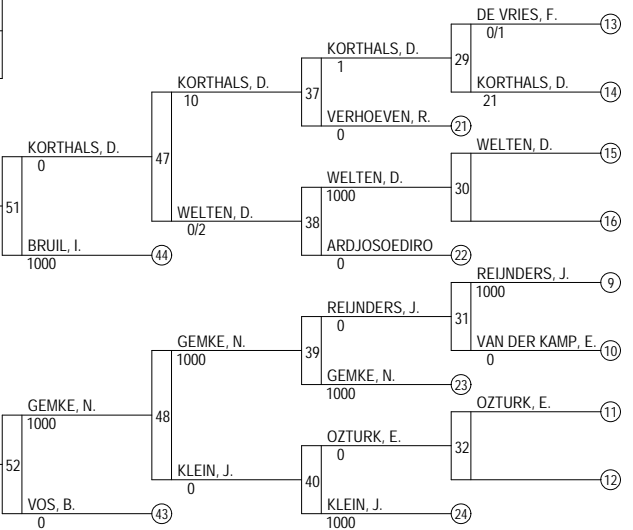 DE VRIES, F.
13
0/1
KORTHALS, D.
29
1
KORTHALS, D.
KORTHALS, D.
14
10
37
21
VERHOEVEN, R.
21
0
KORTHALS, D.
WELTEN, D.
15
0
47
WELTEN, D.
1000
30
51
WELTEN, D.
0/2
38
16
BRUIL, I.
44
ARDJOSOEDIRO
22
1000
0
REIJNDERS, J.
9
1000
REIJNDERS, J.
31
0
GEMKE, N.
VAN DER KAMP, E.
10
1000
39
0
GEMKE, N.
23
1000
GEMKE, N.
OZTURK, E.
11
1000
48
OZTURK, E.
0
32
52
KLEIN, J.
0
40
12
VOS, B.
43
KLEIN, J.
24
0
1000